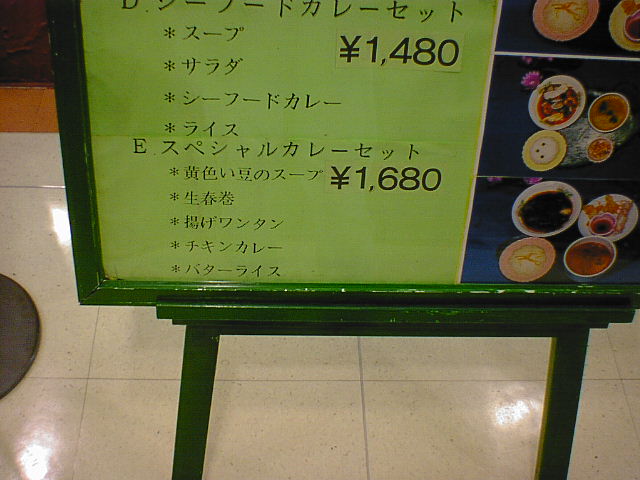 D.シーフードカレーセット
＊スープ
¥1,480
＊サラダ
＊シーフードカレー
＊ライス
E.スペシャルカレーセット
＊黄色い豆のスープ ¥1,680
＊生春巻
＊揚げワンタン
＊チキンカレー
＊バターライス